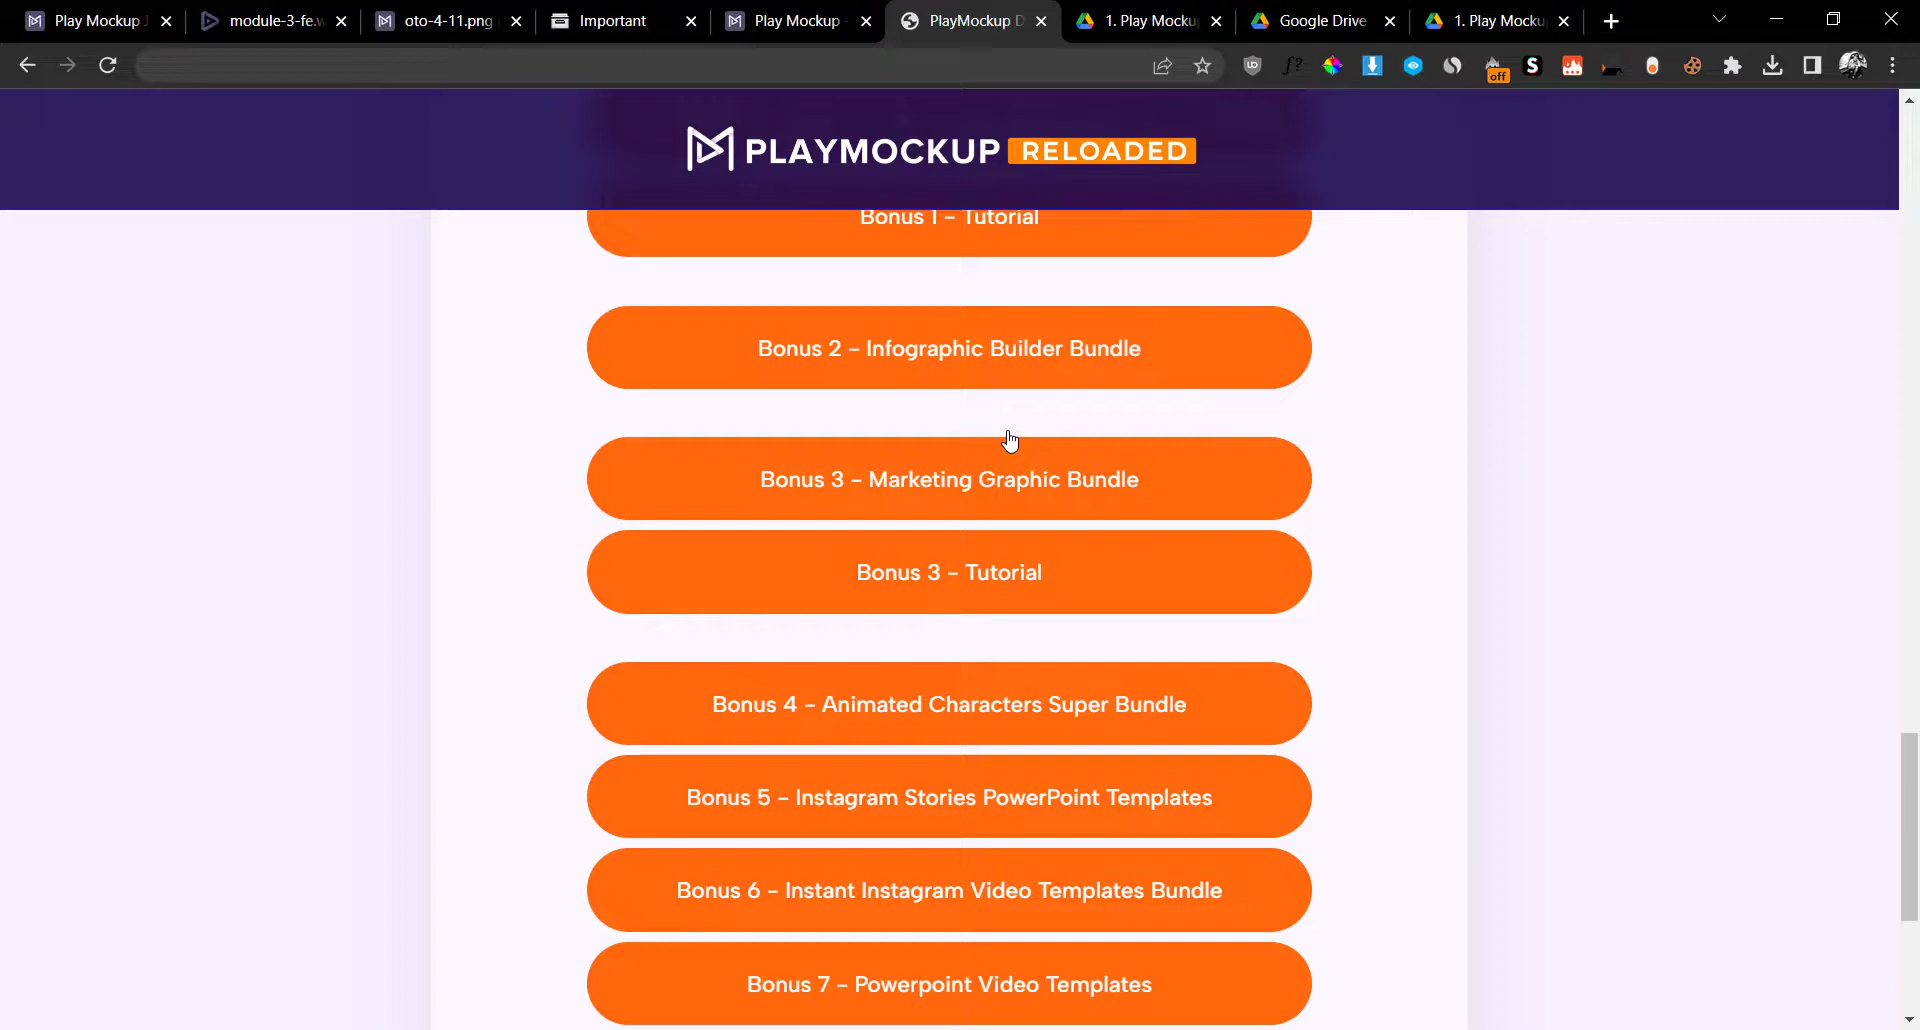 Play Mockup
module-3-fe.w
oto-4-11.png
Important
Play Mockup
PlayMockup D
1. Play Mocku
Google Drive
1. Play Mocku
off
PLAYMOCKUP RELOADED
Bonus 1 - Tutorial
Bonus 2 - Infographic Builder Bundle
Bonus 3 - Marketing Graphic Bundle
Bonus 3 - Tutorial
Bonus 4 - Animated Characters Super Bundle
Bonus 5 - Instagram Stories PowerPoint Templates
Bonus 6 - Instant Instagram Video Templates Bundle
Bonus 7 - Powerpoint Video Templates